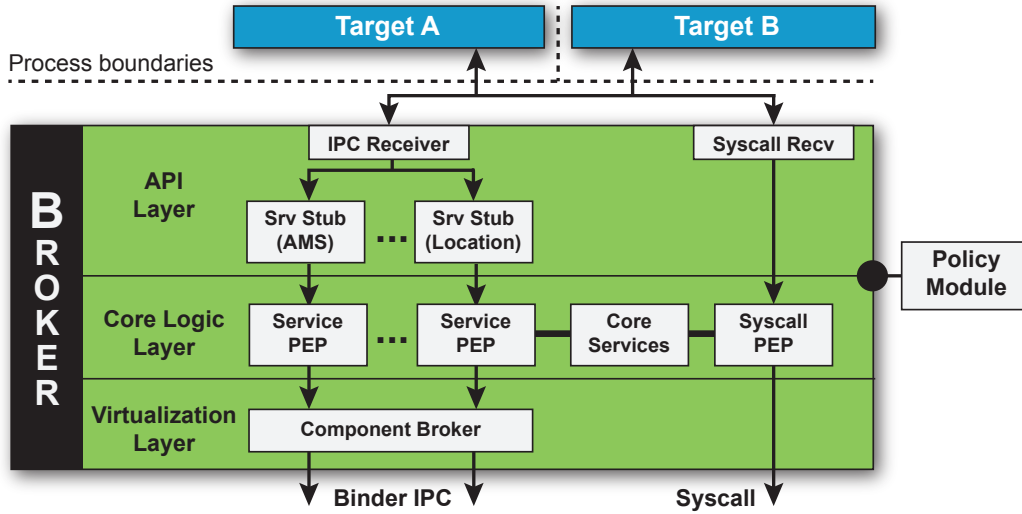 Target A
Target B
Process boundaries
BROKER
API
Layer
IPC Receiver
Syscall Recv
Srv Stub
(AMS)
...
Srv Stub
(Location)
Policy
Module
Core Logic
Layer
Service
PEP
...
Service
PEP
Core
Services
Syscall
PEP
Virtualization
Layer
Component Broker
Binder IPC
Syscall